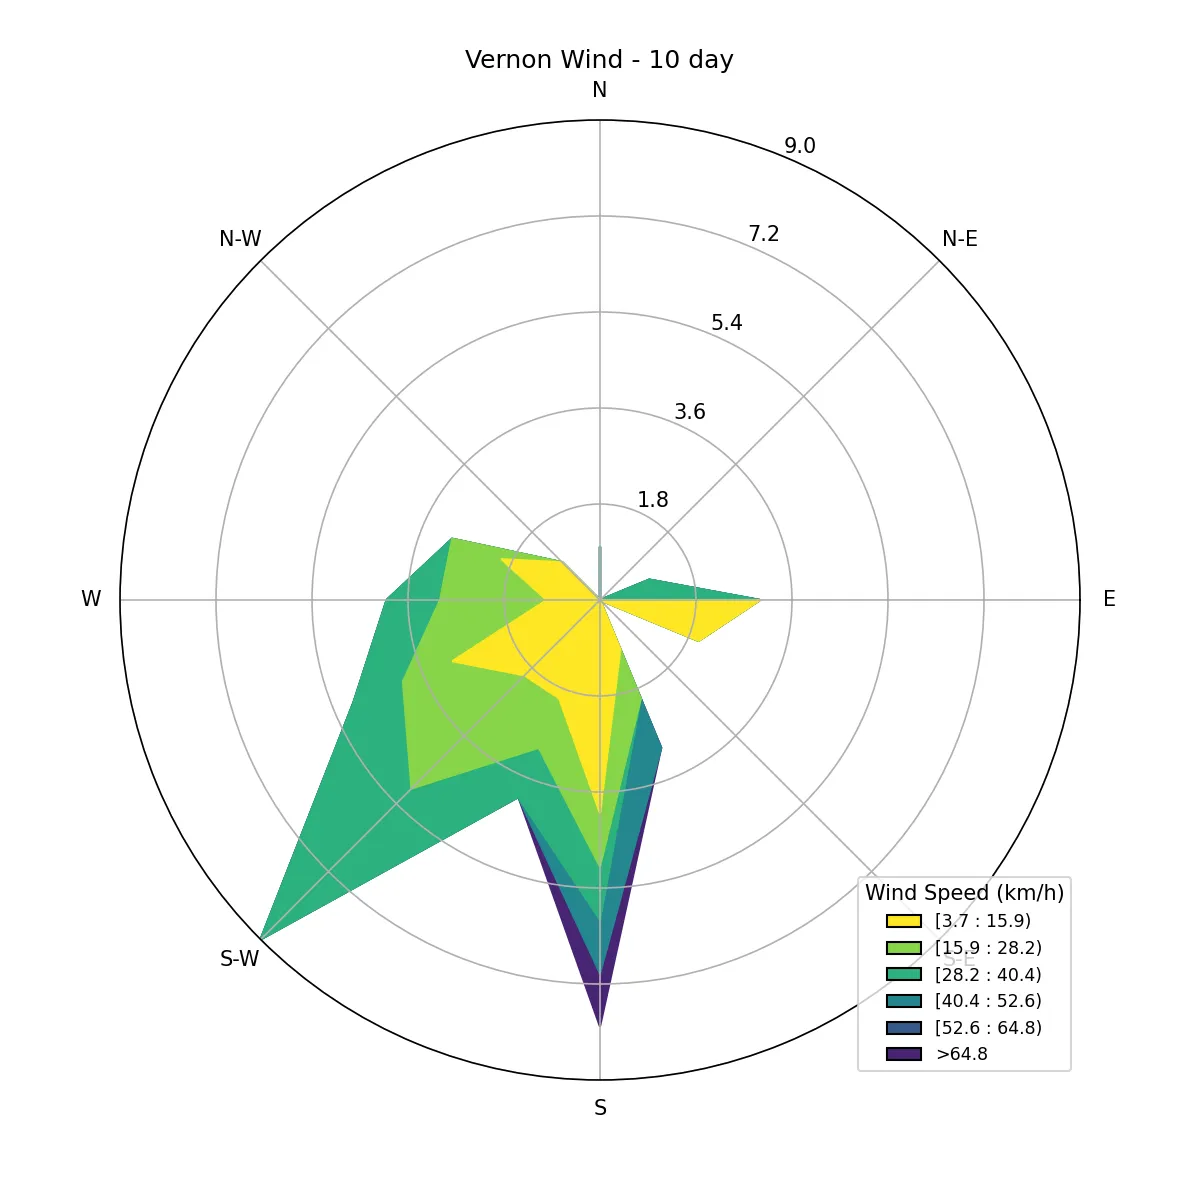 Vernon Wind - 10 day
N
9.0
N-W
7.2
N-E
5.4
3.6
1.8
W
E
S-W
S-E
S
Wind Speed (km/h)
[3.7 : 15.9)
[15.9 : 28.2)
[28.2 : 40.4)
[40.4 : 52.6)
[52.6 : 64.8)
>64.8